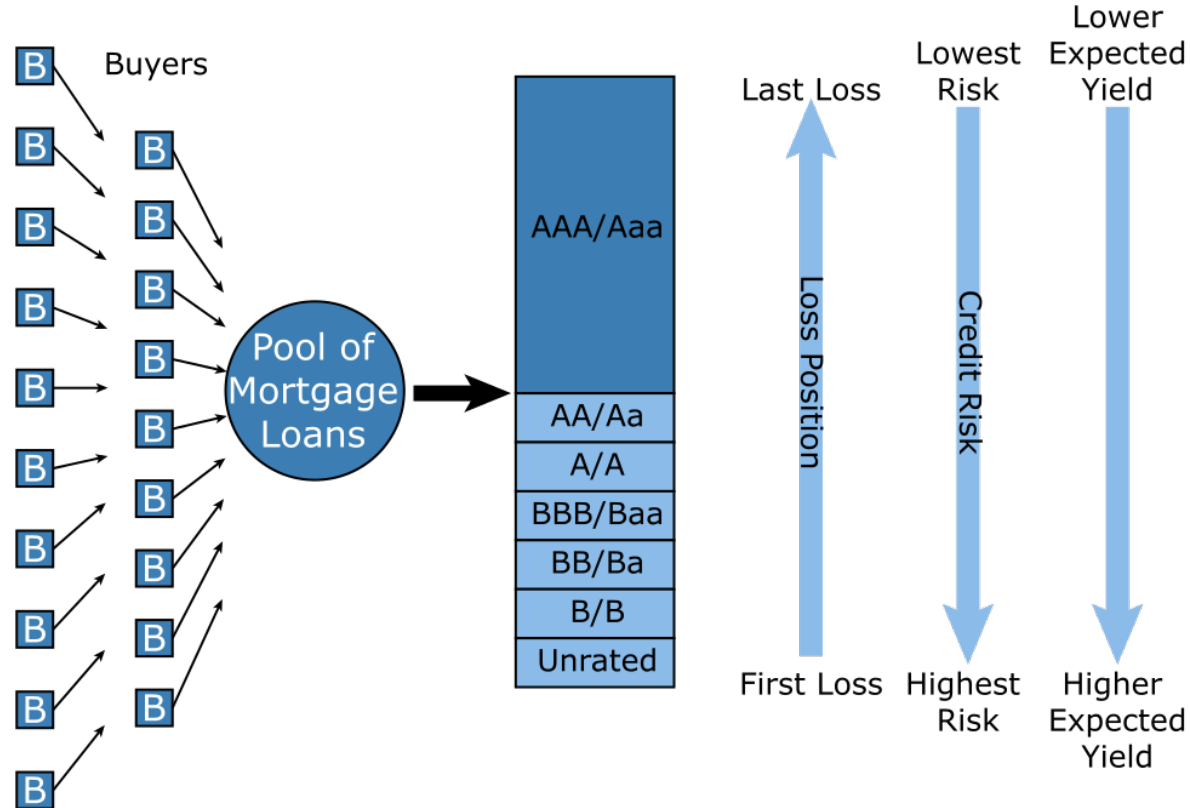 B
B
B
B
B
B
B
B
B
B
B
Buyers
B
B
B
B
B
B
B
B
B
Pool of
Mortgage
Loans
AAA/Aaa
AA/Aa
A/A
BBB/Baa
BB/Ba
B/B
Unrated
Last Loss
Loss Position
First Loss
Lowest
Risk
Credit Risk
Highest
Risk
Lower
Expected
Yield
Higher
Expected
Yield